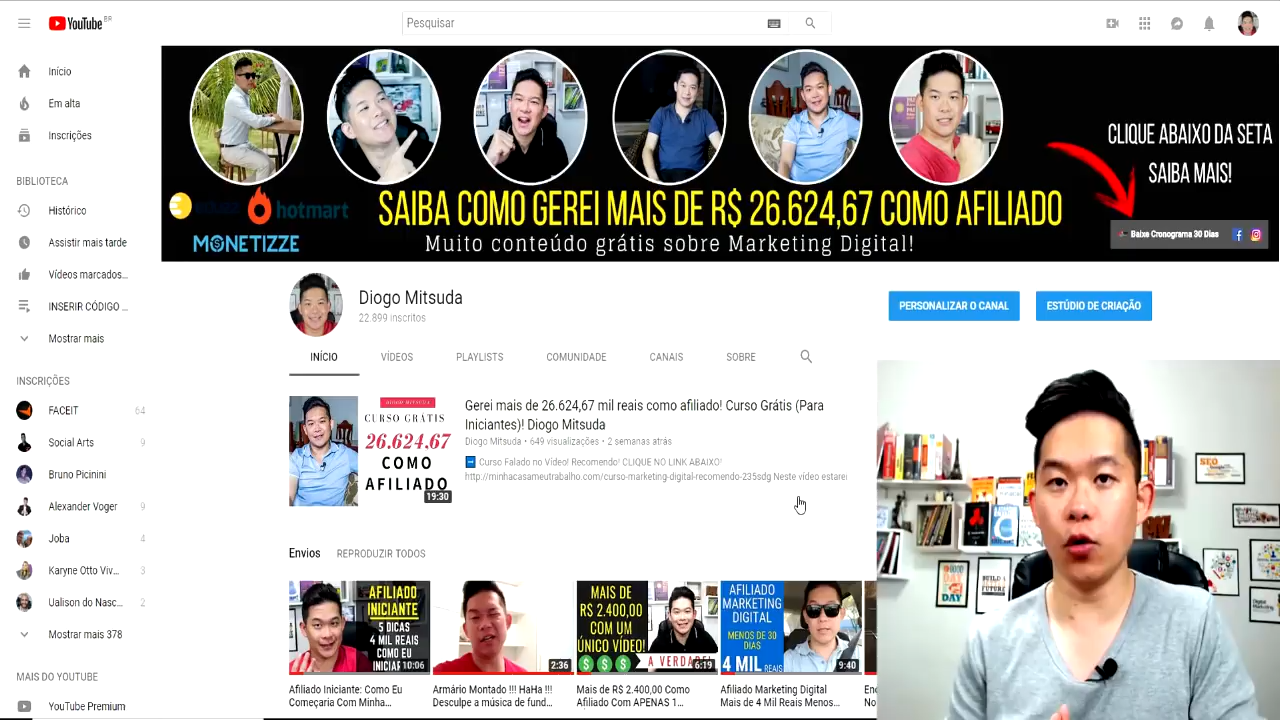 YouTube BR
Pesquisar
Início
Em alta
Inscrições
BIBLIOTECA
Histórico
Assistir mais tarde
Vídeos marcados...
INSERIR CÓDIGO ...
Mostrar mais
INSCRIÇÕES
FACEIT 64
Social Arts 9
Bruno Picinini
Alexander Voger 9
Joba 4
Karyne Otto Viv... 3
Ualison do Nasc... 2
Mostrar mais 378
MAIS DO YOUTUBE
YouTube Premium
CLIQUE ABAIXO DA SETA
SAIBA MAIS!
eduzz
hotmart
MONETIZZE
SAIBA COMO GEREI MAIS DE R$ 26.624,67 COMO AFILIADO
Muito conteúdo grátis sobre Marketing Digital!
Baixe Cronograma 30 Dias
Diogo Mitsuda
22.899 inscritos
PERSONALIZAR O CANAL
ESTÚDIO DE CRIAÇÃO
INÍCIO
VÍDEOS
PLAYLISTS
COMUNIDADE
CANAIS
SOBRE
DIOGO MITSUDA
CURSO GRÁTIS
26.624.67
COMO
AFILIADO
19:30
Gerei mais de 26.624,67 mil reais como afiliado! Curso Grátis (Para
Iniciantes)! Diogo Mitsuda
Diogo Mitsuda • 649 visualizações • 2 semanas atrás
Curso Falado no Vídeo! Recomendo! CLIQUE NO LINK ABAIXO!
http://minhacasameutrabalho.com/curso-marketing-digital-recomendo-235sdg Neste vídeo estarei
Envios
REPRODUZIR TODOS
AFILIADO
INICIANTE
5 DICAS
4 MIL REAIS
COMO EU
INICIAR
10:06
Afiliado Iniciante: Como Eu
Começaria Com Minha...
2:36
Armário Montado !!! HaHa !!!
Desculpe a música de fund...
MAIS DE
R$ 2.400,00
COM UM
ÚNICO VÍDEO!
A VERDADE!
6:19
Mais de R$ 2.400,00 Como
Afiliado Com APENAS 1...
AFILIADO
MARKETING
DIGITAL
MENOS DE 30
DIAS
4 MIL REAIS
9:40
Afiliado Marketing Digital
Mais de 4 Mil Reais Menos...
SEO
GOOD
DAY
BUILD A
FUTURE
Digital
Marketing